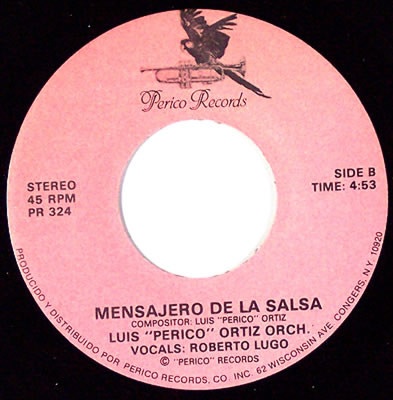 Perico Records
STEREO
45 RPM
PR 324
SIDE B
TIME: 4:53
MENSAJERO DE LA SALSA
COMPOSITOR: LUIS "PERICO" ORTIZ
LUIS "PERICO" ORTIZ ORCH.
VOCALS: ROBERTO LUGO
© "PERICO" RECORDS
PRODUCIDO Y DISTRIBUIDO POR PERICO RECORDS, CO INC. 62 WISCONSIN AVE. CONGERS, N.Y. 10920